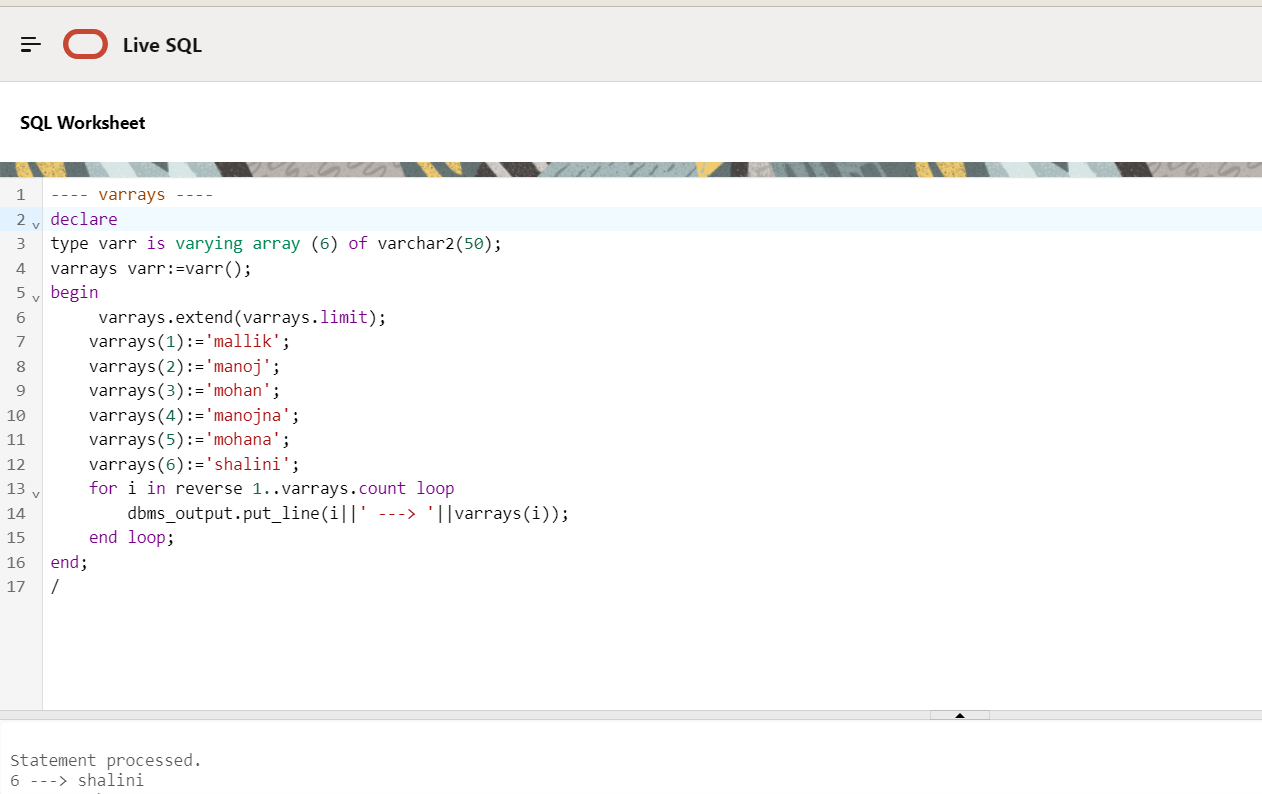 Live SQL
SQL Worksheet
1 ---- varrays ----
2 declare
3 type varr is varying array (6) of varchar2(50);
4 varrays varr:=varr();
5 begin
6 varrays.extend(varrays.limit);
7 varrays(1):='mallik';
8 varrays(2):='manoj';
9 varrays(3):='mohan';
10 varrays(4):='manojna';
11 varrays(5):='mohana';
12 varrays(6):='shalini';
13 for i in reverse 1..varrays.count loop
14 dbms_output.put_line(i||' ---> '||varrays(i));
15 end loop;
16 end;
17 /
Statement processed.
6 ---> shalini